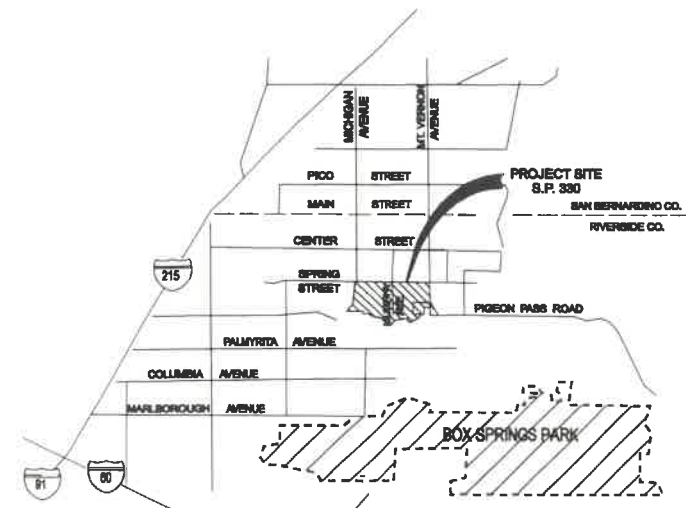 MICHIGAN
AVENUE
MT. VERNON
AVENUE
PICO STREET
PROJECT SITE
S.P. 330
MAIN STREET
SAN BERNARDINO CO.
RIVERSIDE CO.
CENTER STREET
215
SPRING
STREET
PIGEON PASS ROAD
PALMYRITA AVENUE
COLUMBIA AVENUE
MARLBOROUGH AVENUE
BOX SPRINGS PARK
91
60